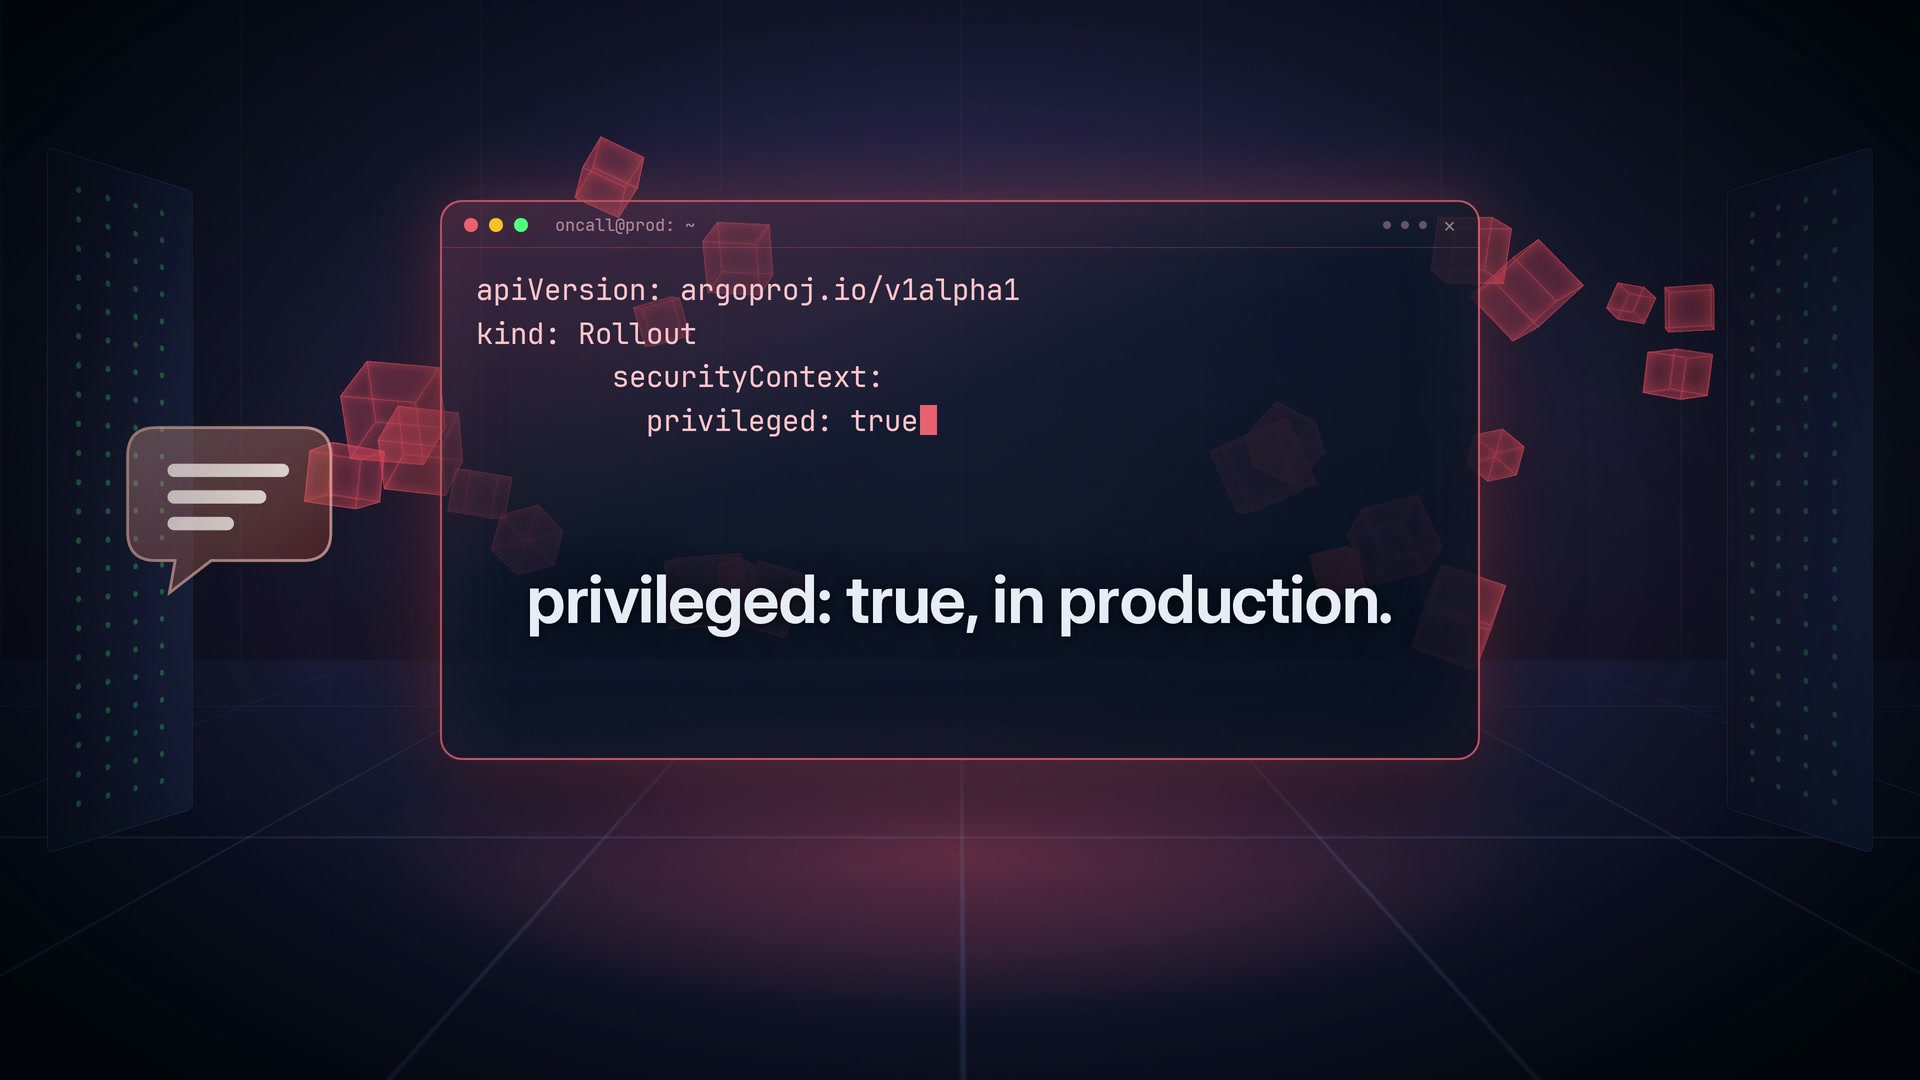 oncall@prod: ~
apiVersion: argoproj.io/v1alpha1
kind: Rollout
securityContext:
privileged: true
privileged: true, in production.